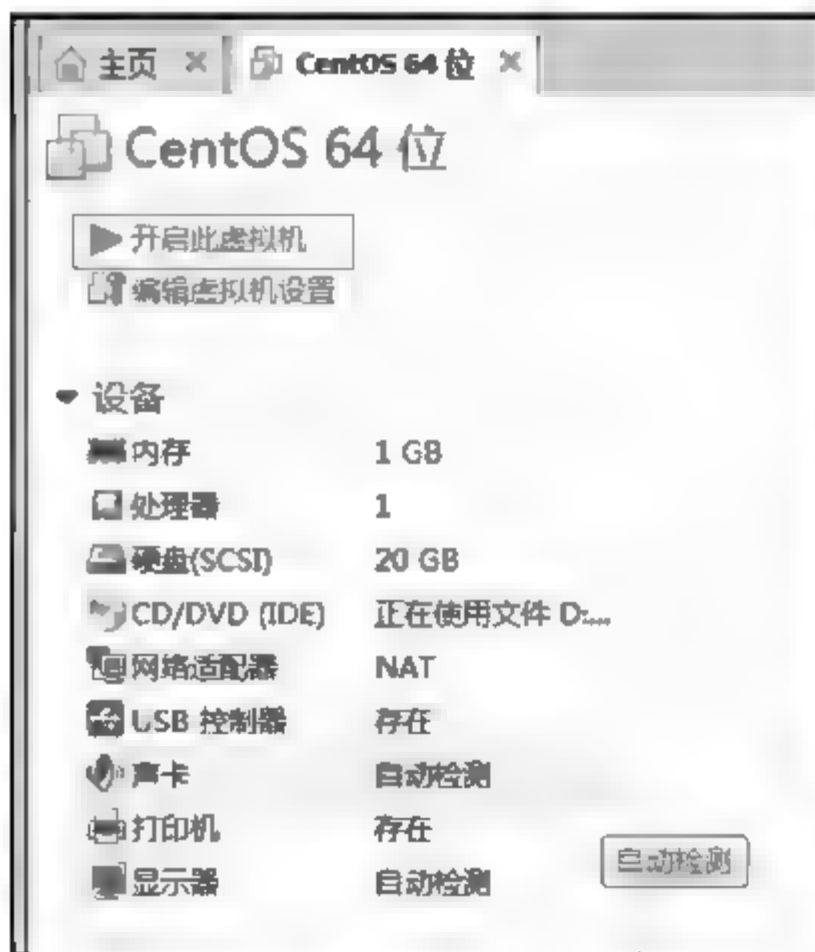 主页 × CentOS 64 位 ×
CentOS 64 位
开启此虚拟机
编辑虚拟机设置
设备
内存 1 GB
处理器 1
硬盘(SCSI) 20 GB
CD/DVD (IDE) 正在使用文件 D:...
网络适配器 NAT
USB 控制器 存在
声卡 自动检测
打印机 存在
显示器 自动检测
自动检测